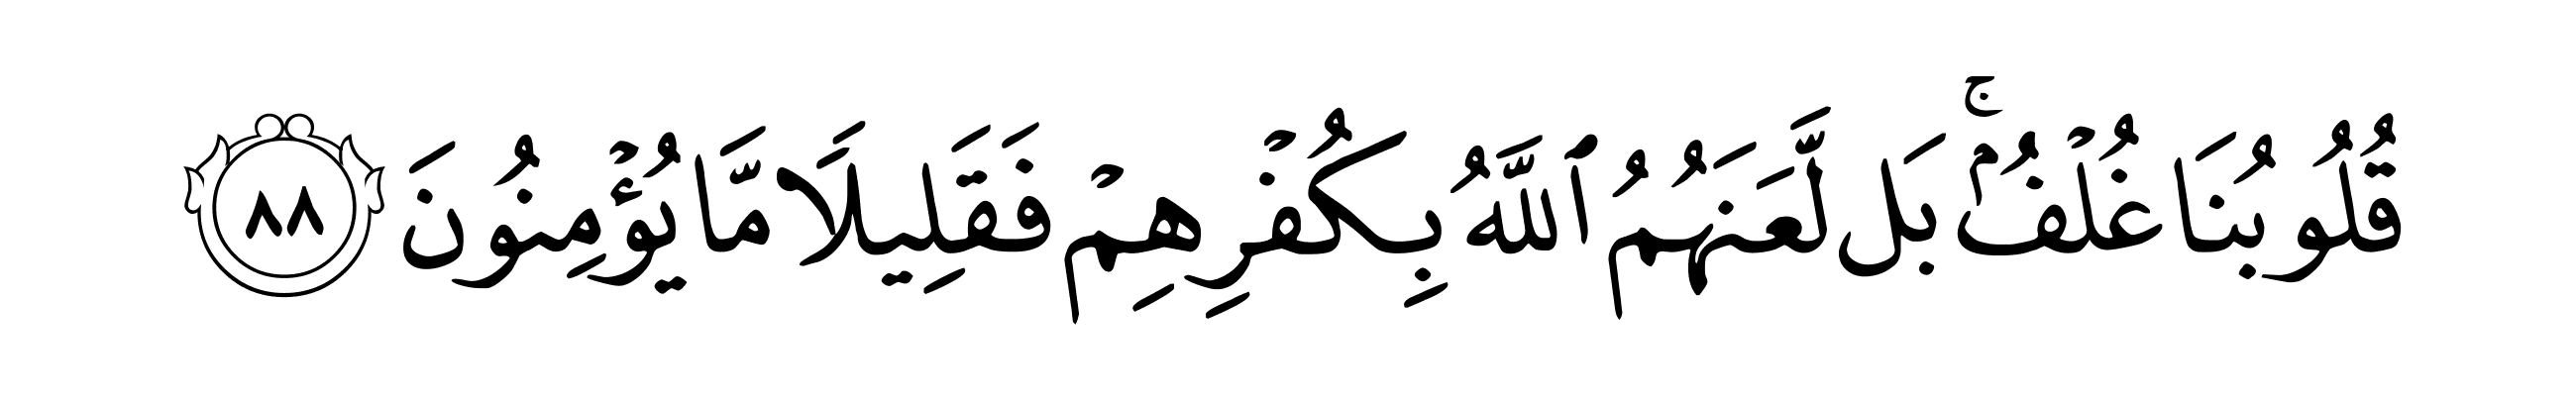 قُلُوبُنَا غُلۡفُۢۚ بَل لَّعَنَهُمُ ٱللَّهُ بِكُفۡرِهِمۡ فَقَلِيلَا مَّا يُؤۡمِنُونَ ٨٨